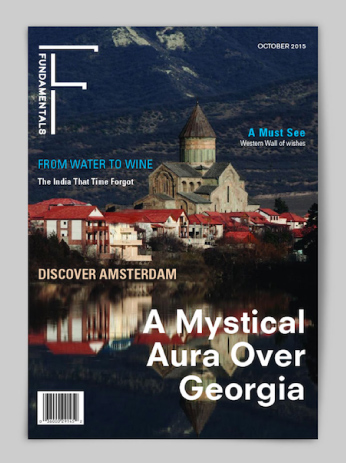 FUNDAMENTALS
OCTOBER 2015
A Must See
Western Wall of wishes
FROM WATER TO WINE
The India That Time Forgot
DISCOVER AMSTERDAM
A Mystical
Aura Over
Georgia